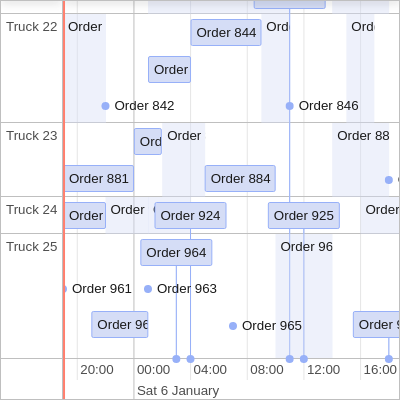 Truck 22
Order
Order 844
Ord
Ord
Order
Order 842
Order 846
Truck 23
Ord
Order
Order 88
Order 881
Order 884
Truck 24
Order
Order
Order 924
Order 925
Order
Truck 25
Order 964
Order 96
Order 961
Order 963
Order 96
Order 965
Order 9
20:00
00:00
04:00
08:00
12:00
16:00
Sat 6 January